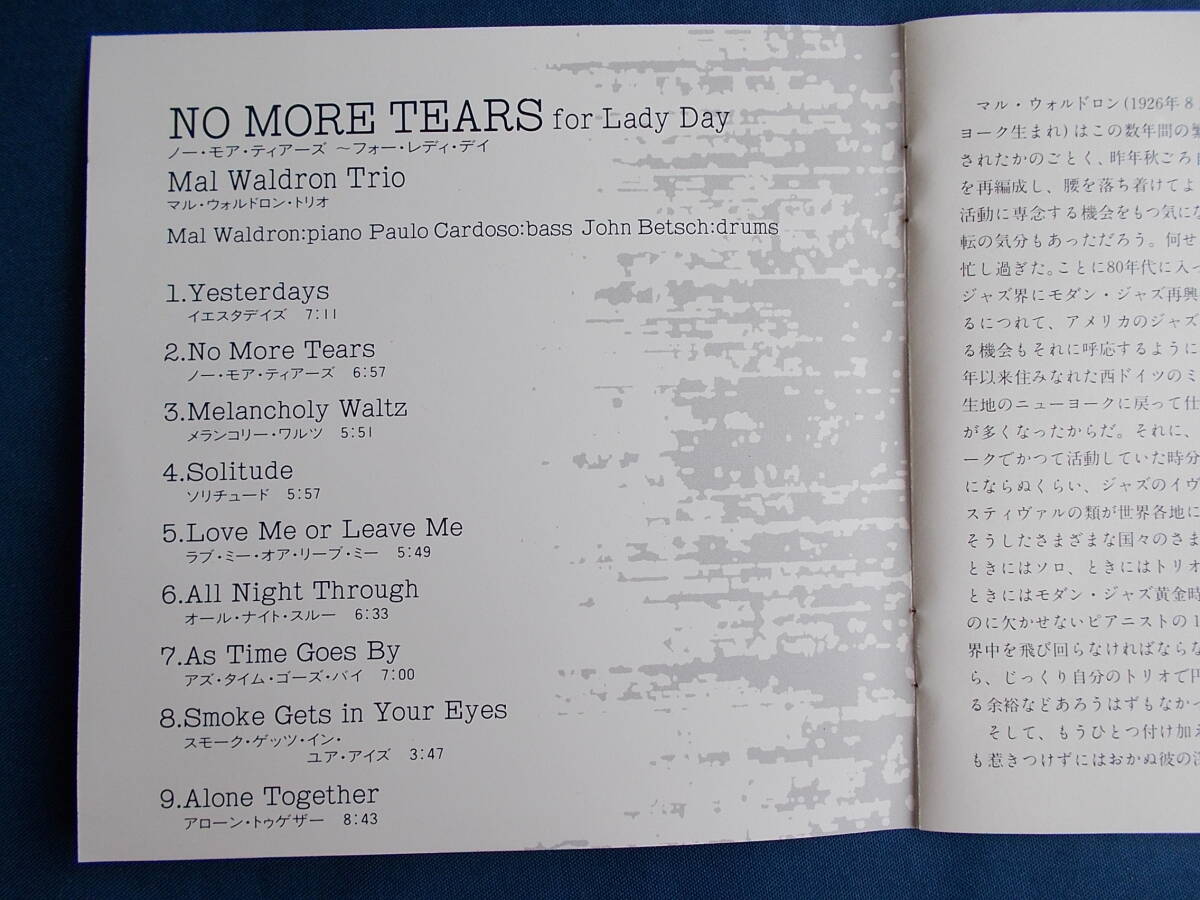 NO MORE TEARS for Lady Day
ノー・モア・ティアーズ ～フォー・レディ・デイ
Mal Waldron Trio
マル・ウォルドロン・トリオ
Mal Waldron:piano Paulo Cardoso:bass John Betsch:drums
1.Yesterdays
イエスタデイズ 7:11
2.No More Tears
ノー・モア・ティアーズ 6:57
3.Melancholy Waltz
メランコリー・ワルツ 5:51
4.Solitude
ソリチュード 5:57
5.Love Me or Leave Me
ラブ・ミー・オア・リーブ・ミー 5:49
6.All Night Through
オール・ナイト・スルー 6:33
7.As Time Goes By
アズ・タイム・ゴーズ・バイ 7:00
8.Smoke Gets in Your Eyes
スモーク・ゲッツ・イン・
ユア・アイズ 3:47
9.Alone Together
アローン・トゥゲザー 8:43
マル・ウォルドロン(1926年8
ヨーク生まれ)はこの数年間の
されたかのごとく、昨年秋ごろ
を再編成し、腰を落ち着けてよ
活動に専念する機会をもつ気にな
転の気分もあっただろう。何せ
忙し過ぎた。ことに80年代に入っ
ジャズ界にモダン・ジャズ再興
るにつれて、アメリカのジャズ
る機会もそれに呼応するように
年以来住みなれた西ドイツのミ
生地のニューヨークに戻って仕
が多くなったからだ。それに、
ークでかつて活動していた時分
にならぬくらい、ジャズのイヴ
スティヴァルの類が世界各地に
そうしたさまざまな国々のさま
ときにはソロ、ときにはトリオ
ときにはモダン・ジャズ黄金時
のに欠かせないピアニストの1
界中を飛び回らなければならな
ら、じっくり自分のトリオで
る余裕などあろうはずもなかっ
そして、もうひとつ付け加え
も惹きつけずにはおかぬ彼の